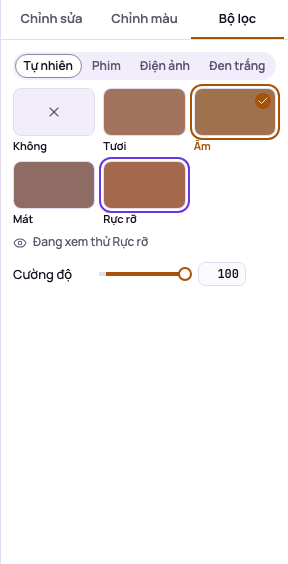 Chỉnh sửa Chỉnh màu Bộ lọc
Tự nhiên Phim Điện ảnh Đen trắng
Không Tươi Ấm
Mát Rực rỡ
Đang xem thử Rực rỡ
Cường độ 100